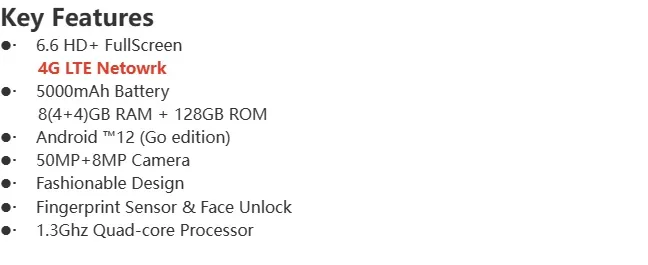 Key Features
●· 6.6 HD+ FullScreen
4G LTE Netowrk
●· 5000mAh Battery
8(4+4)GB RAM + 128GB ROM
●· Android ™12 (Go edition)
●· 50MP+8MP Camera
●· Fashionable Design
●· Fingerprint Sensor & Face Unlock
●· 1.3Ghz Quad-core Processor